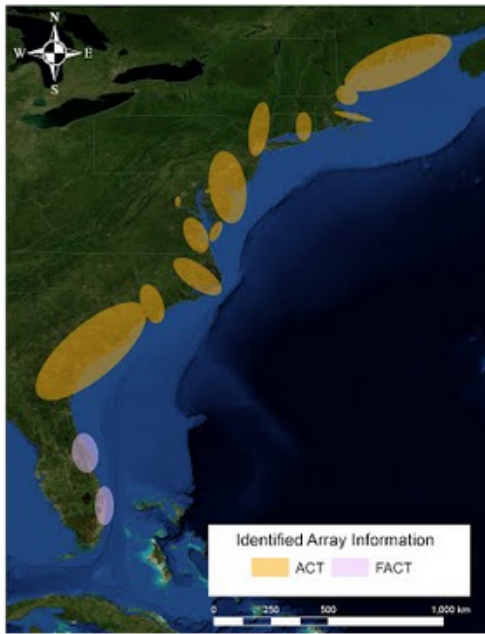 N
W E
S
Identified Array Information
ACT FACT
0 250 500 1,000 km